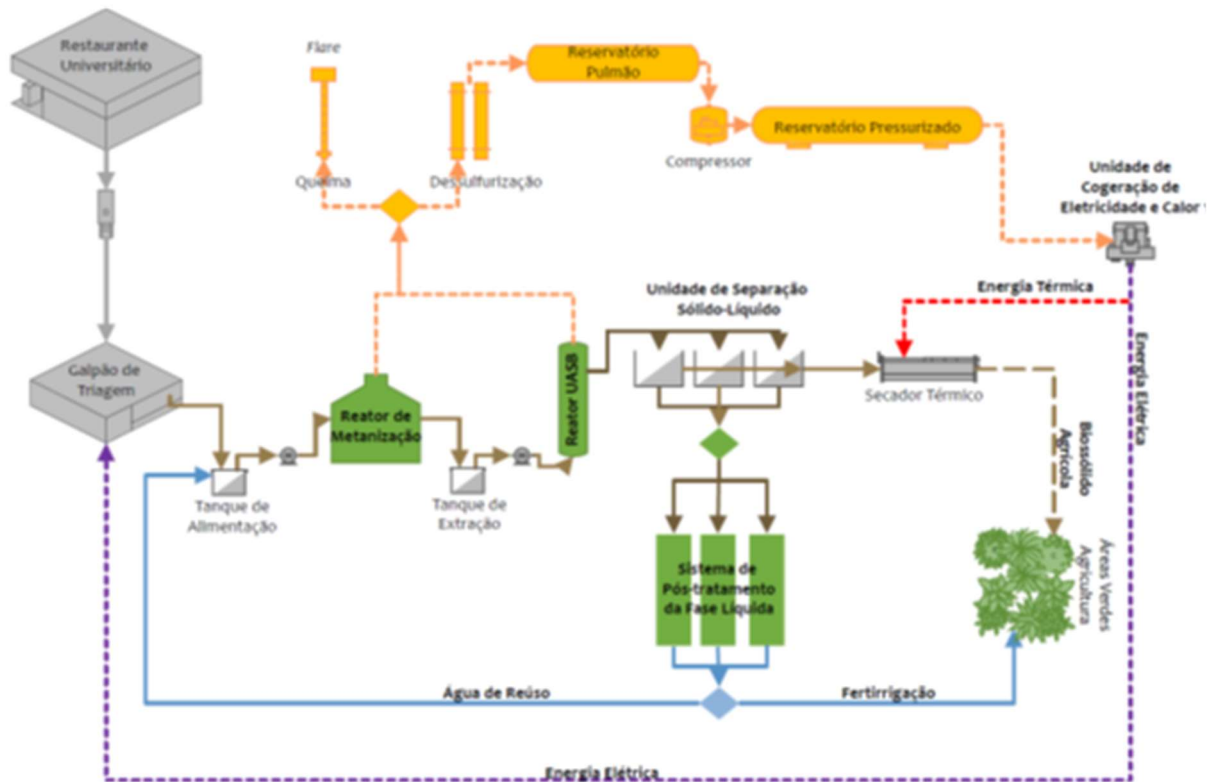 Restaurante
Universitário
Flare
Reservatório
Pulmão
Reservatório Pressurizado
Compressor
Queima
Dessulfurização
Unidade de
Cogeração de
Eletricidade e Calor
Energia Térmica
Unidade de Separação
Sólido-Líquido
Energia Elétrica
Galpão de
Triagem
Reator de
Metanização
Reator UASB
Secador Térmico
Biossólido
Agrícola
Tanque de
Alimentação
Tanque de
Extração
Sistema de
Pós-tratamento
da Fase Líquida
Áreas Verdes
Agricultura
Água de Reúso
Fertirrigação
Energia Elétrica